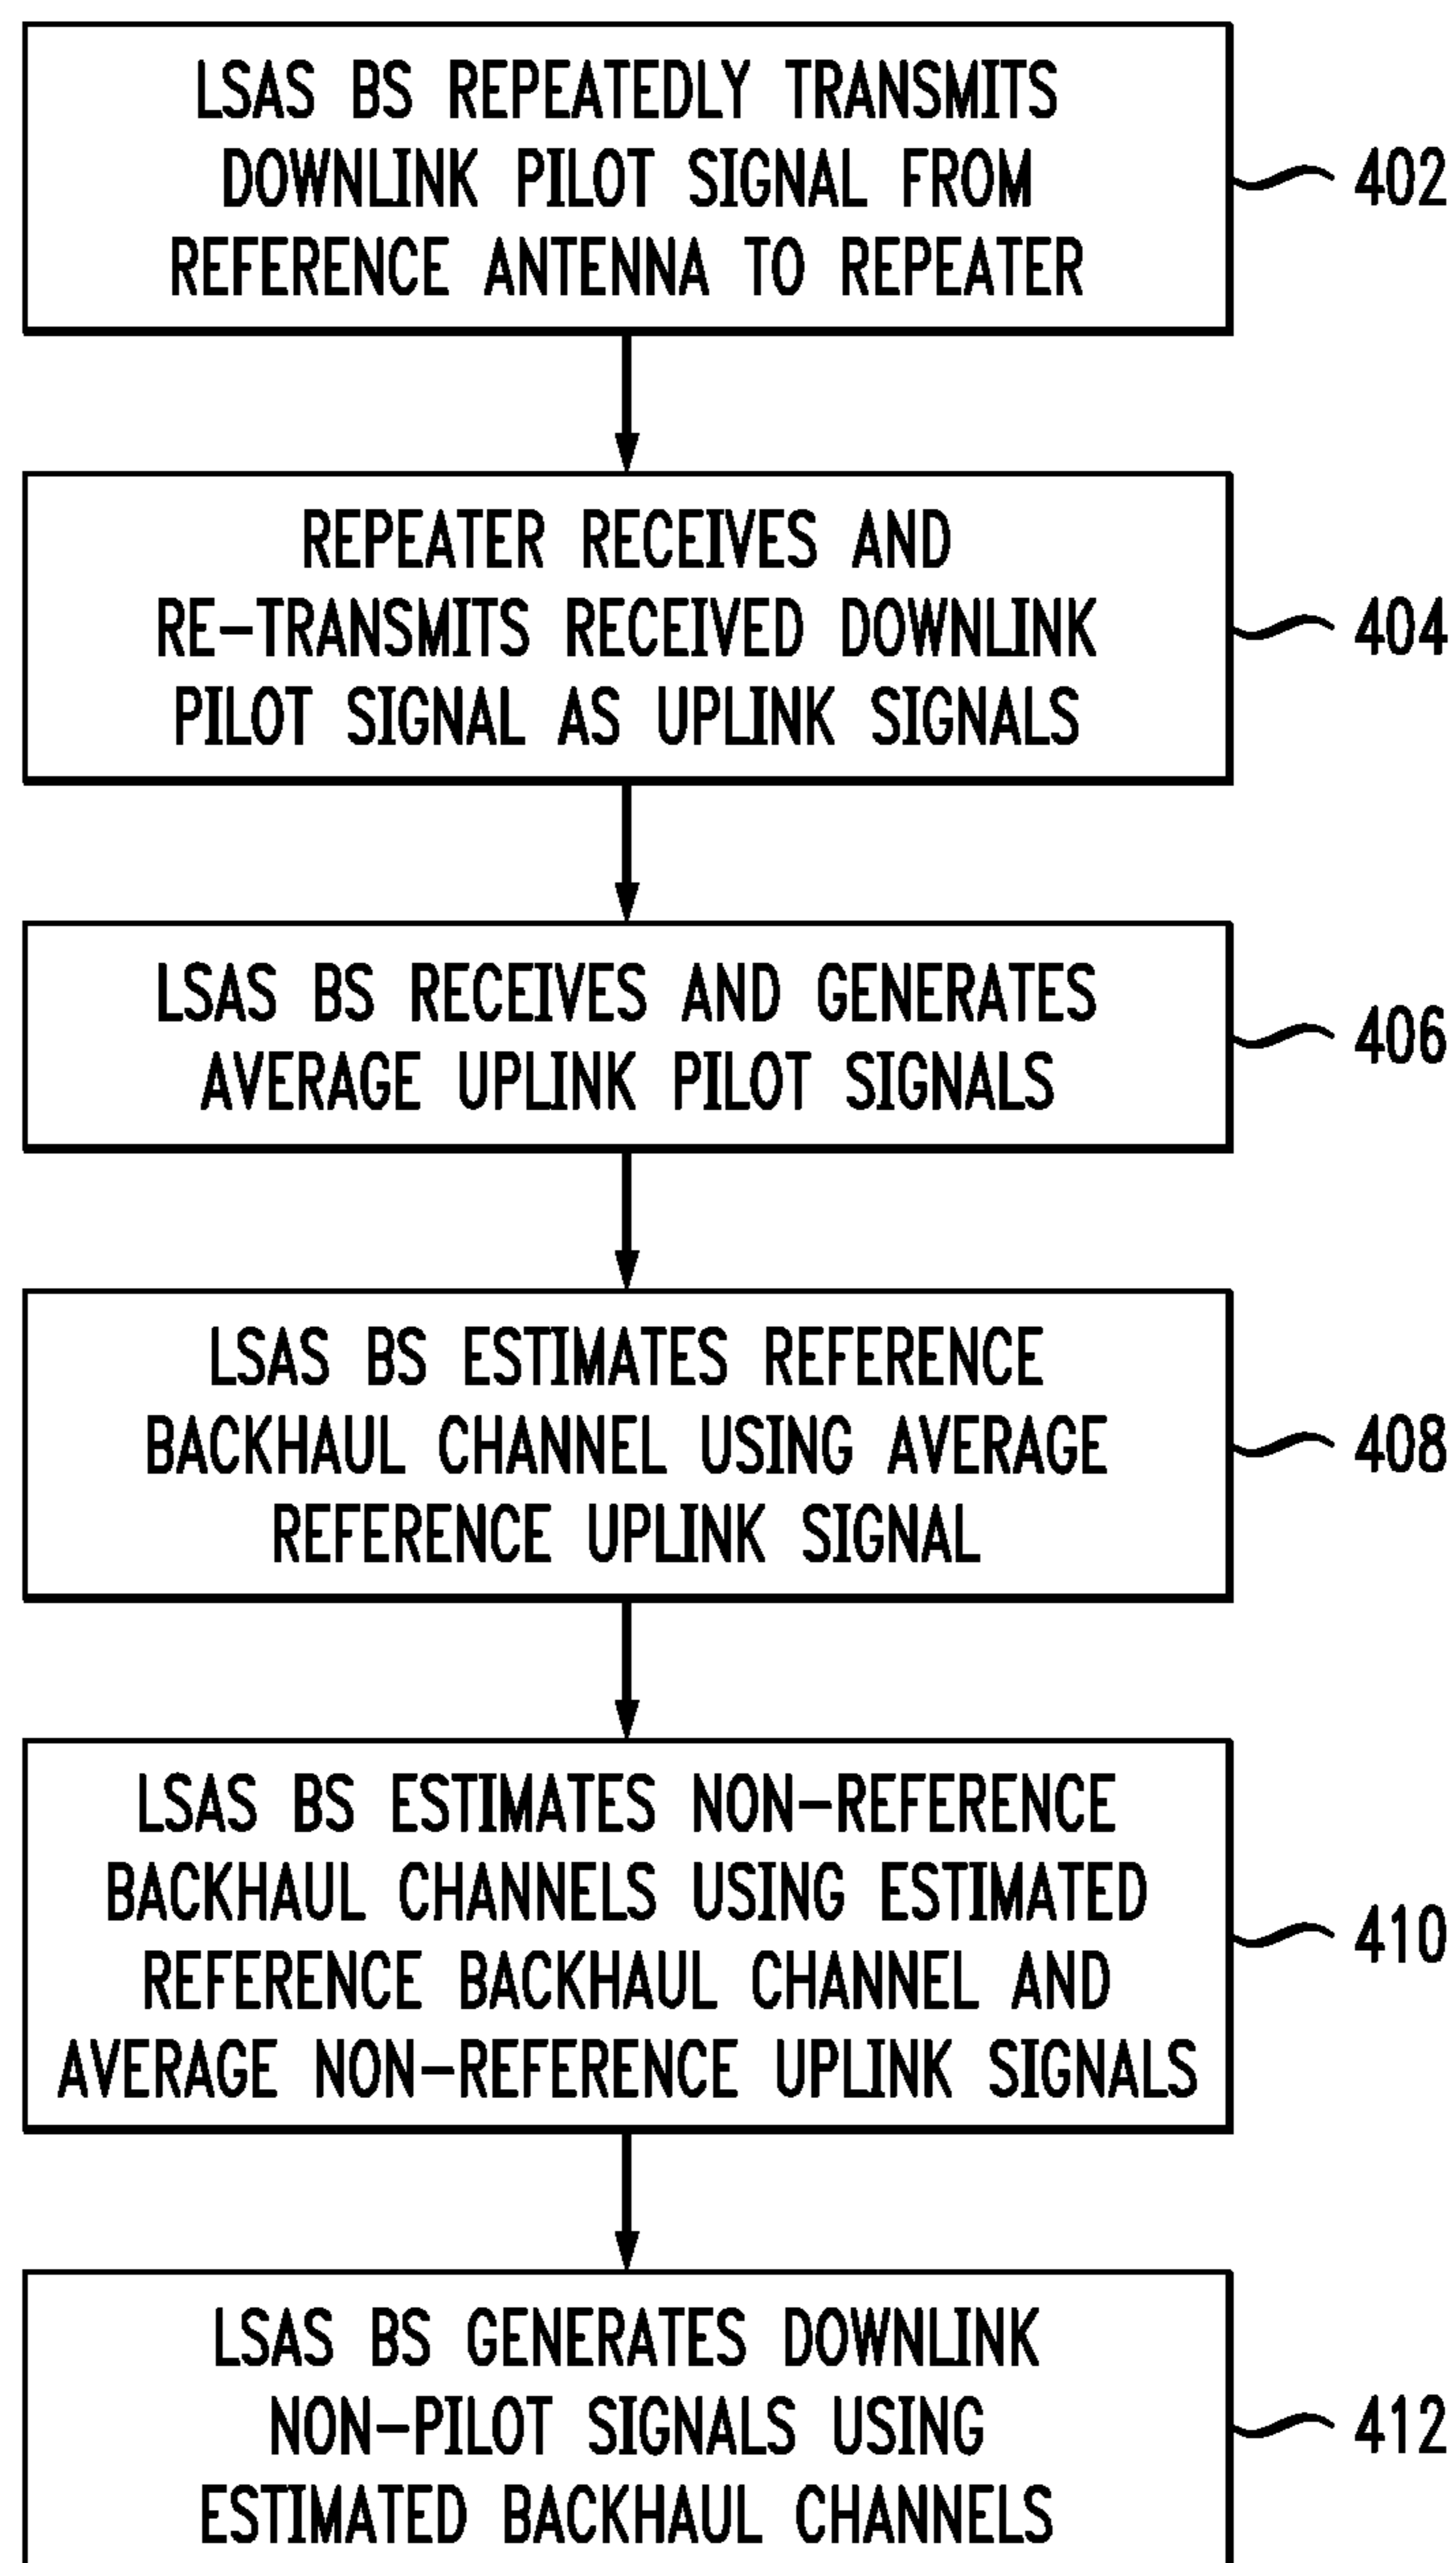 LSAS BS REPEATEDLY TRANSMITS
DOWNLINK PILOT SIGNAL FROM
REFERENCE ANTENNA TO REPEATER
402
REPEATER RECEIVES AND
RE-TRANSMITS RECEIVED DOWNLINK
PILOT SIGNAL AS UPLINK SIGNALS
404
LSAS BS RECEIVES AND GENERATES
AVERAGE UPLINK PILOT SIGNALS
406
LSAS BS ESTIMATES REFERENCE
BACKHAUL CHANNEL USING AVERAGE
REFERENCE UPLINK SIGNAL
408
LSAS BS ESTIMATES NON-REFERENCE
BACKHAUL CHANNELS USING ESTIMATED
REFERENCE BACKHAUL CHANNEL AND
AVERAGE NON-REFERENCE UPLINK SIGNALS
410
LSAS BS GENERATES DOWNLINK
NON-PILOT SIGNALS USING
ESTIMATED BACKHAUL CHANNELS
412